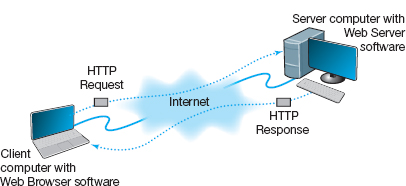 Server computer with
Web Server
software
HTTP
Request
Internet
HTTP
Response
Client
computer with
Web Browser software